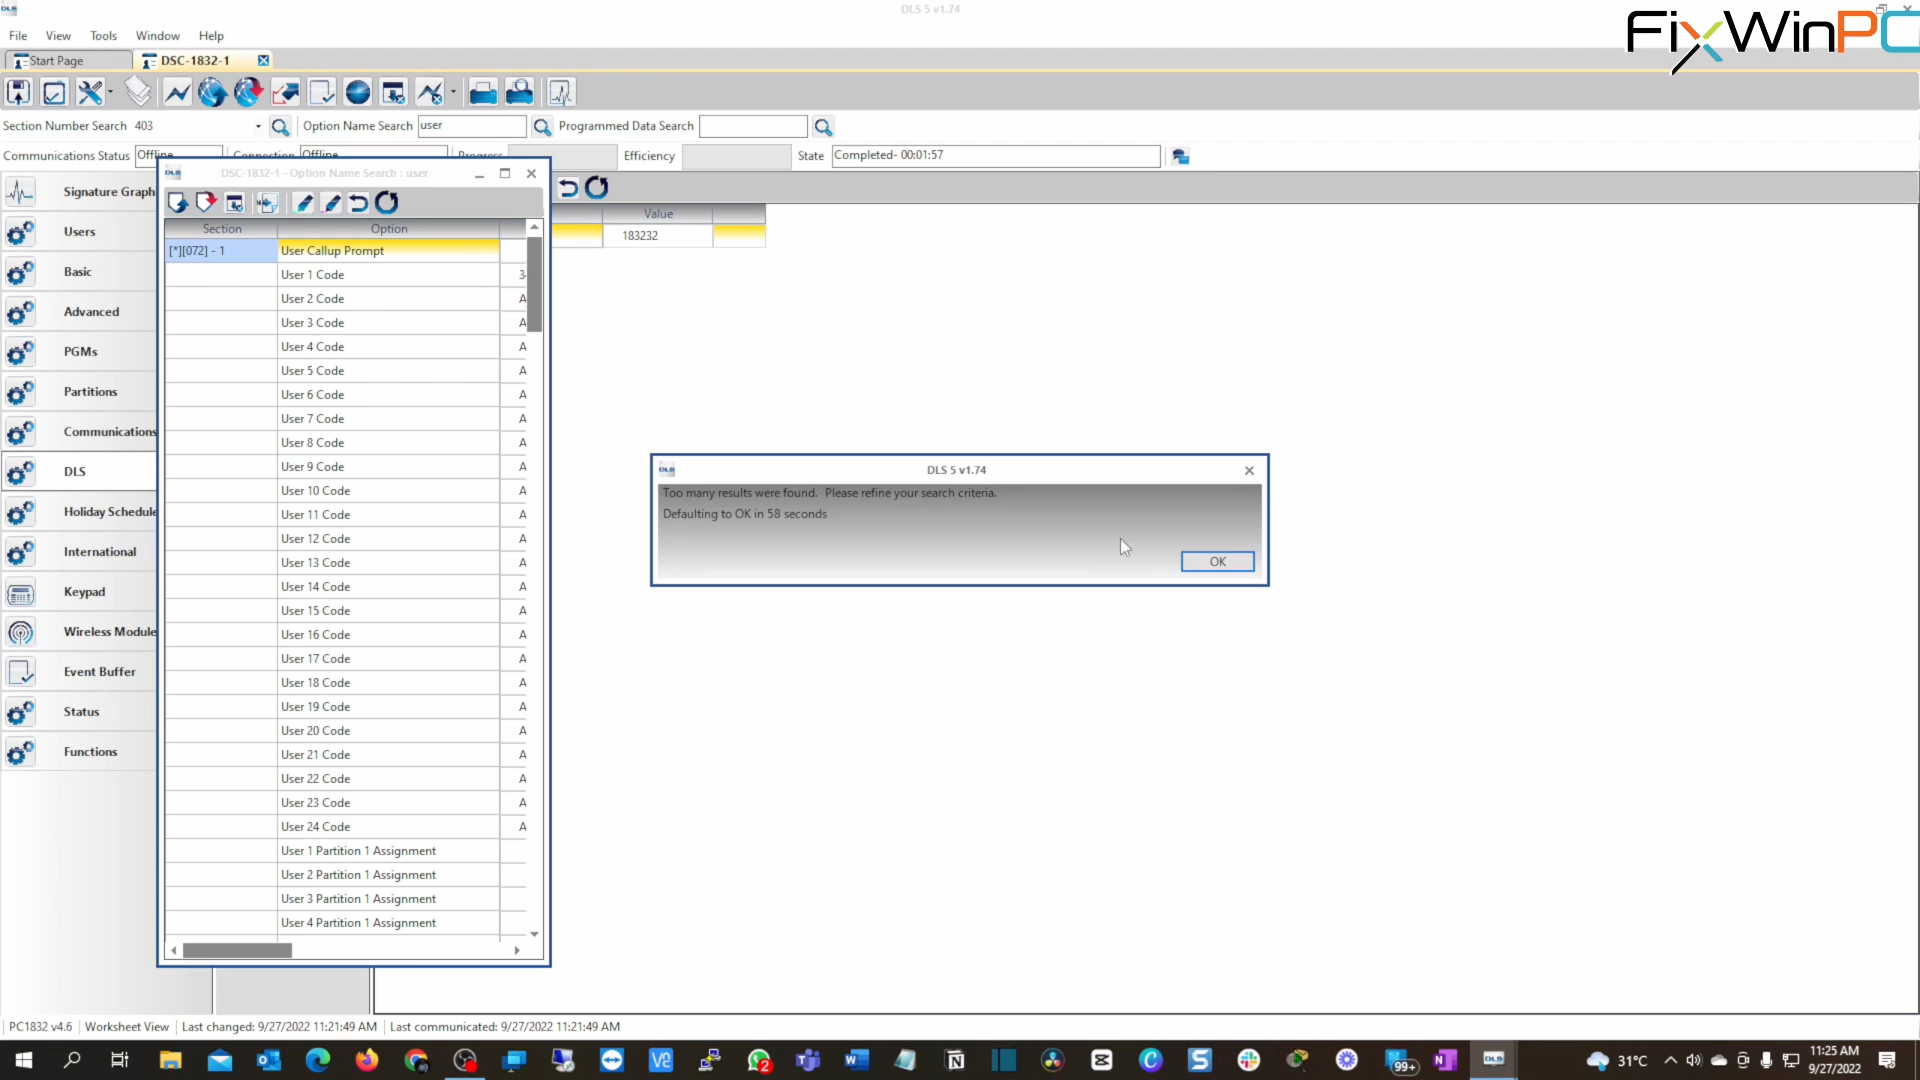 DLS
DLS 5 v1.74
FixWinPC
File View Tools Window Help
Start Page DSC-1832-1
Section Number Search 403 Option Name Search user Programmed Data Search
Communications Status Offline Connection Offline Progress Efficiency State Completed- 00:01:57
DLS DSC-1832-1 - Option Name Search : user
Signature Graph
Users
Basic
Advanced
PGMs
Partitions
Communications
DLS
Holiday Schedule
International
Keypad
Wireless Module
Event Buffer
Status
Functions
Section Option
[*][072] - 1 User Callup Prompt
User 1 Code 3
User 2 Code A
User 3 Code A
User 4 Code A
User 5 Code A
User 6 Code A
User 7 Code A
User 8 Code A
User 9 Code A
User 10 Code A
User 11 Code A
User 12 Code A
User 13 Code A
User 14 Code A
User 15 Code A
User 16 Code A
User 17 Code A
User 18 Code A
User 19 Code A
User 20 Code A
User 21 Code A
User 22 Code A
User 23 Code A
User 24 Code A
User 1 Partition 1 Assignment
User 2 Partition 1 Assignment
User 3 Partition 1 Assignment
User 4 Partition 1 Assignment
Value
183232
DLS DLS 5 v1.74
Too many results were found. Please refine your search criteria.
Defaulting to OK in 58 seconds
OK
PC1832 v4.6 Worksheet View Last changed: 9/27/2022 11:21:49 AM Last communicated: 9/27/2022 11:21:49 AM
2 99+ DLS 31°C 11:25 AM
9/27/2022